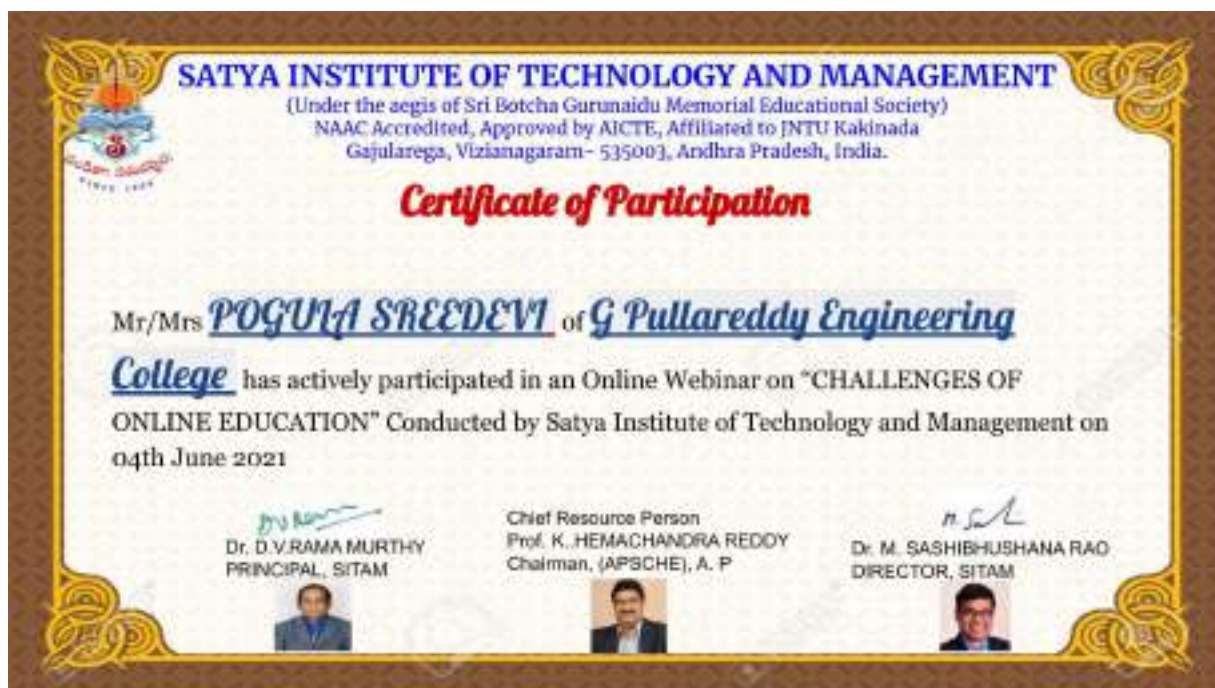 SATYA INSTITUTE OF TECHNOLOGY AND MANAGEMENT
(Under the aegis of Sri Botcha Gurunaidu Memorial Educational Society)
NAAC Accredited, Approved by AICTE, Affiliated to JNTU Kakinada
Gajularega, Vizianagaram- 535003, Andhra Pradesh, India.
Certificate of Participation
Mr/Mrs POGULA SREEDEVI of G Pullareddy Engineering
College has actively participated in an Online Webinar on “CHALLENGES OF
ONLINE EDUCATION” Conducted by Satya Institute of Technology and Management on
04th June 2021
Dr. D.V.RAMA MURTHY
PRINCIPAL, SITAM
Chief Resource Person
Prof. K..HEMACHANDRA REDDY
Chairman, (APSCHE), A. P
Dr. M. SASHIBHUSHANA RAO
DIRECTOR, SITAM